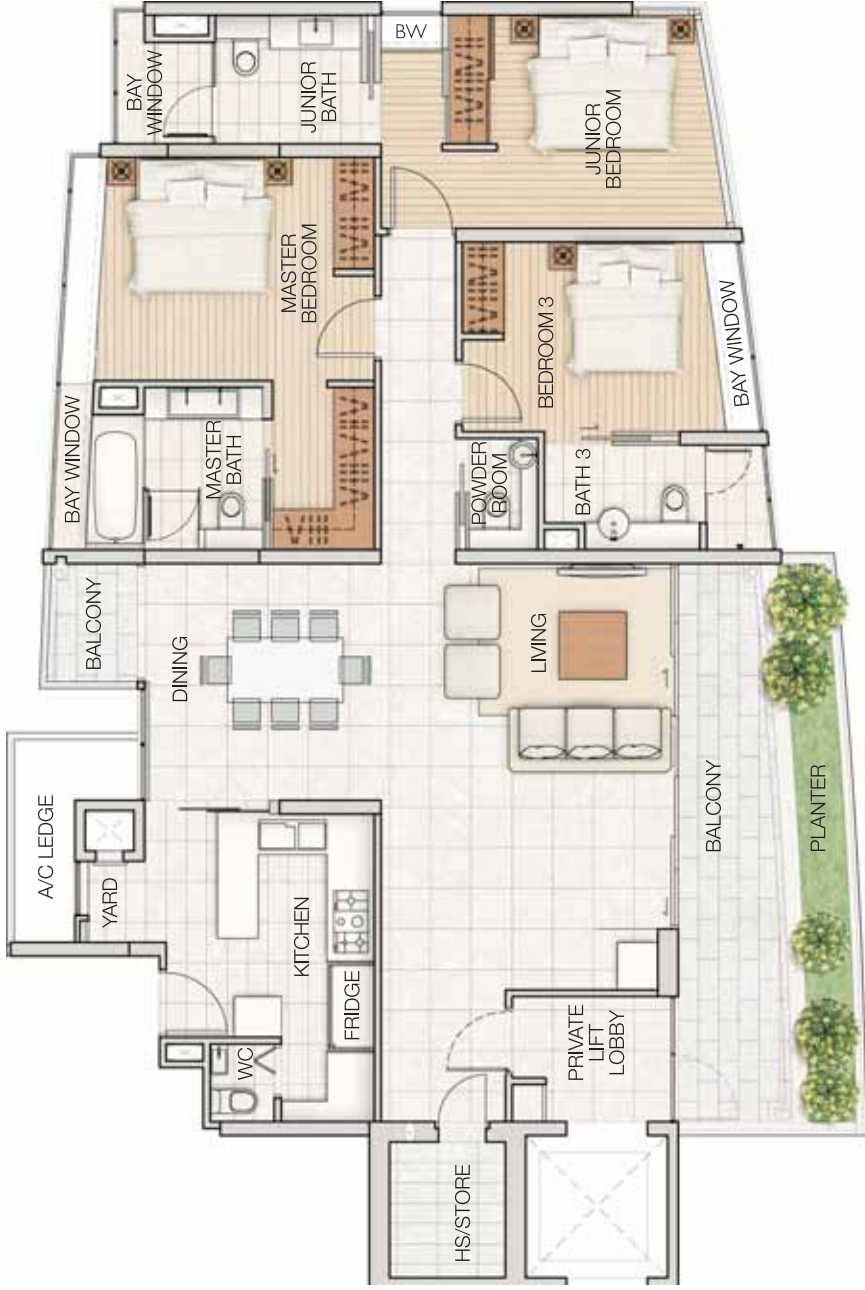 BW
BAY
WINDOW
JUNIOR
BATH
JUNIOR
BEDROOM
MASTER
BEDROOM
BEDROOM 3
BAY WINDOW
BAY WINDOW
MASTER
BATH
POWDER
ROOM
BATH 3
BALCONY
DINING
LIVING
BALCONY
PLANTER
A/C LEDGE
YARD
KITCHEN
FRIDGE
WC
PRIVATE
LIFT
LOBBY
HS/STORE